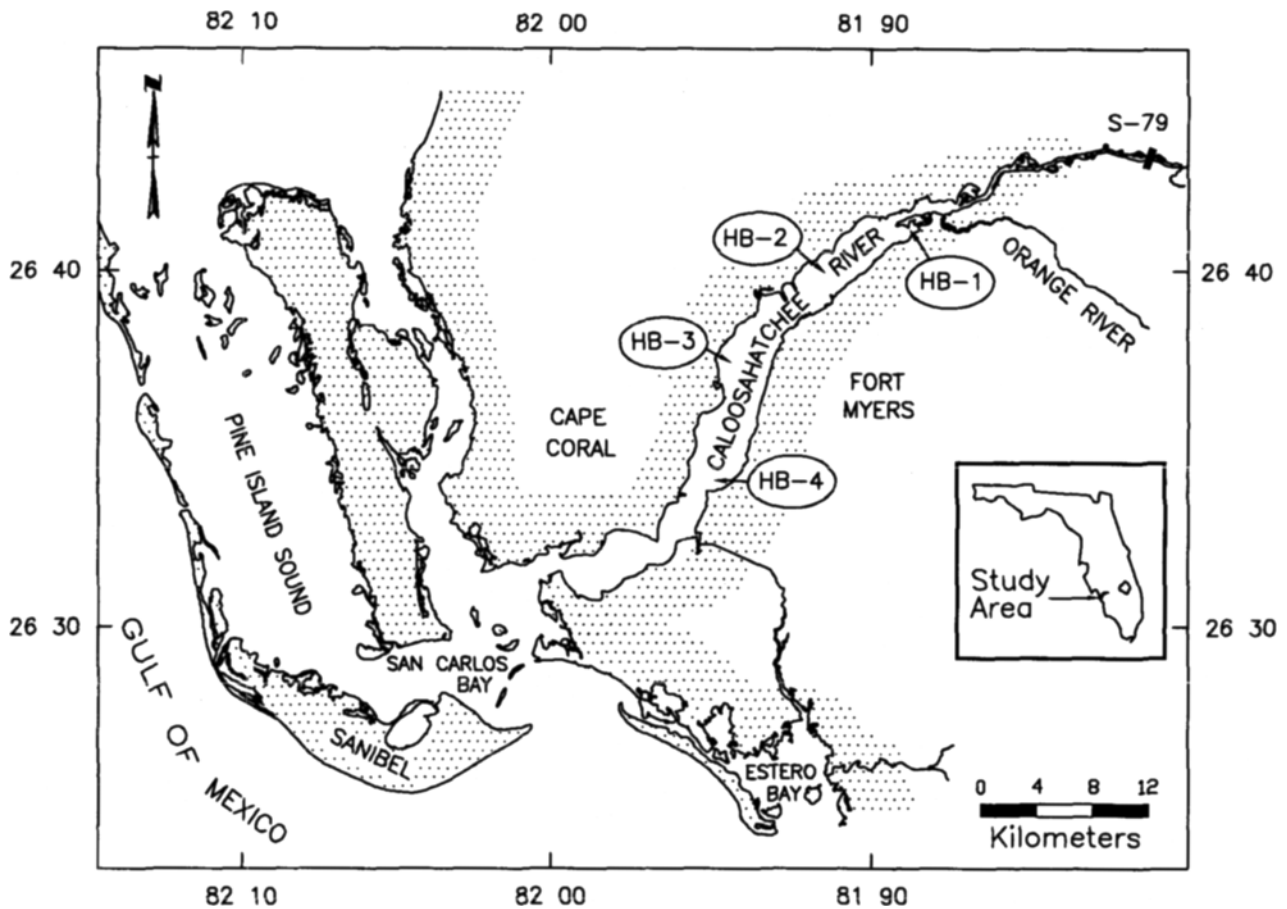 82 10
82 00
81 90
N
S-79
HB-2
RIVER
HB-1
ORANGE RIVER
26 40
26 40
HB-3
CALOOSAHATCHEE
FORT
MYERS
CAPE
CORAL
PINE ISLAND SOUND
HB-4
Study
Area
26 30
26 30
GULF OF MEXICO
SAN CARLOS
BAY
SANIBEL
ESTERO
BAY
0 4 8 12
Kilometers
82 10
82 00
81 90